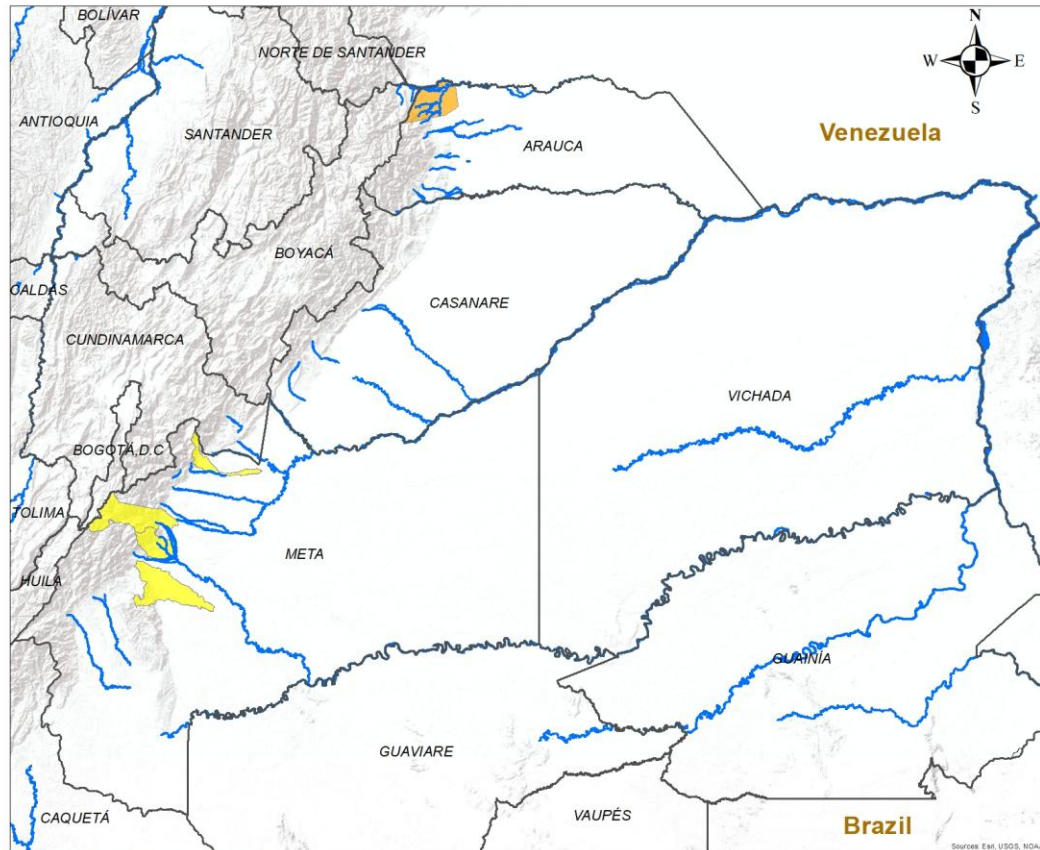 BOLÍVAR
N
NORTE DE SANTANDER
W
E
S
ANTIOQUIA
SANTANDER
Venezuela
ARAUCA
BOYACÁ
CALDAS
CASANARE
CUNDINAMARCA
VICHADA
BOGOTÁ,D.C
TOLIMA
META
HUILA
GUAINÍA
GUAVIARE
CAQUETÁ
VAUPÉS
Brazil
Sources: Esri, USGS, NOAA